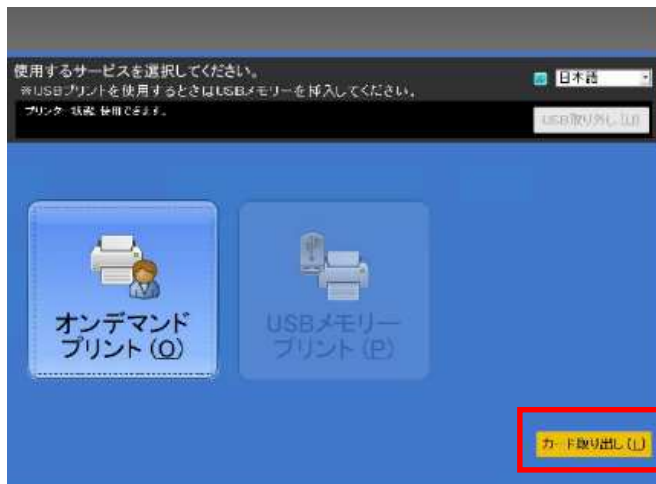 使用するサービスを選択してください。
※USBプリントを使用するときはUSBメモリーを挿入してください。
日本語
プリンター状態 使用できます。
USB取り外し(U)
オンデマンド
プリント(O)
USBメモリー
プリント(P)
カード取り出し(L)